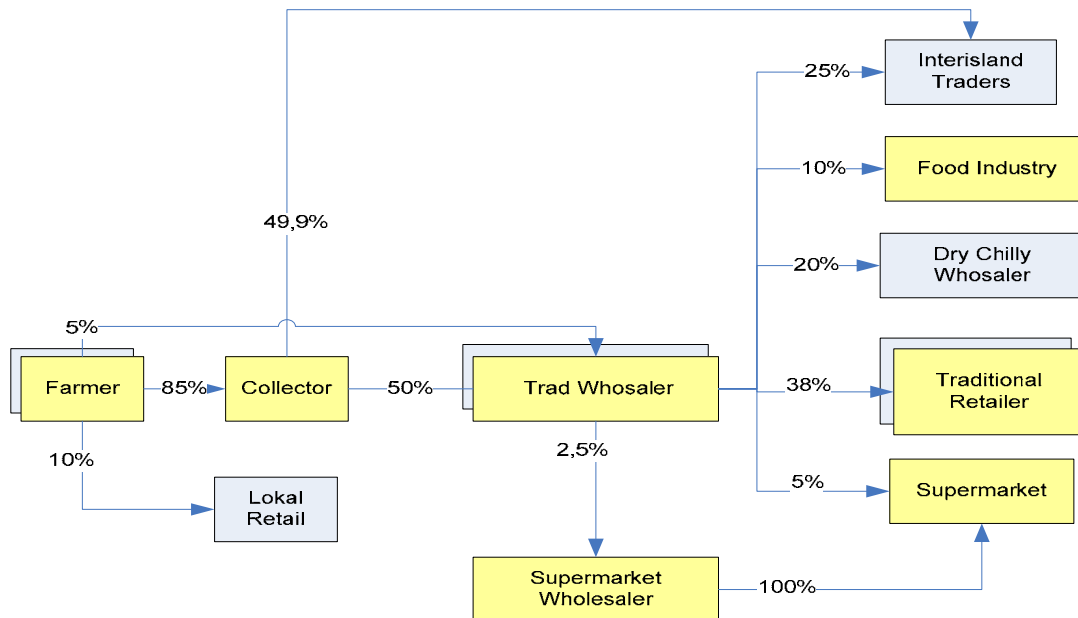 Interisland
Traders
25%
Food Industry
10%
49,9%
Dry Chilly
Whosaler
20%
5%
Farmer
85%
Collector
50%
Trad Whosaler
38%
Traditional
Retailer
10%
2,5%
5%
Supermarket
Lokal
Retail
Supermarket
Wholesaler
100%